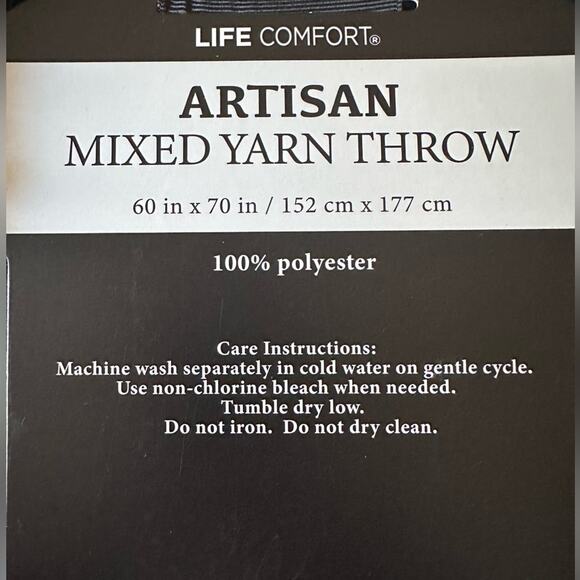 LIFE COMFORT®
ARTISAN
MIXED YARN THROW
60 in x 70 in / 152 cm x 177 cm
100% polyester
Care Instructions:
Machine wash separately in cold water on gentle cycle.
Use non-chlorine bleach when needed.
Tumble dry low.
Do not iron.  Do not dry clean.